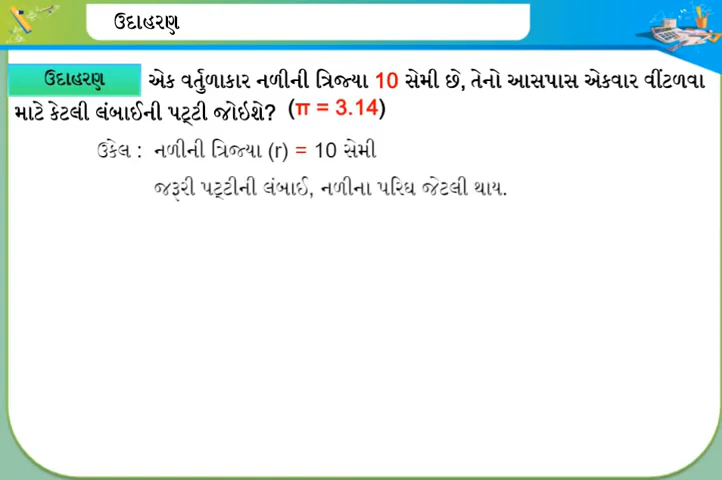 ઉદાહરણ
ઉદાહરણ એક વર્તુળાકાર નળીની ત્રિજ્યા 10 સેમી છે, તેનો આસપાસ એકવાર વીંટળવા
માટે કેટલી લંબાઈની પટ્ટી જોઇશે? (π = 3.14)
ઉકેલ : નળીની ત્રિજ્યા (r) = 10 સેમી
જરૂરી પટ્ટીની લંબાઈ, નળીના પરિઘ જેટલી થાય.